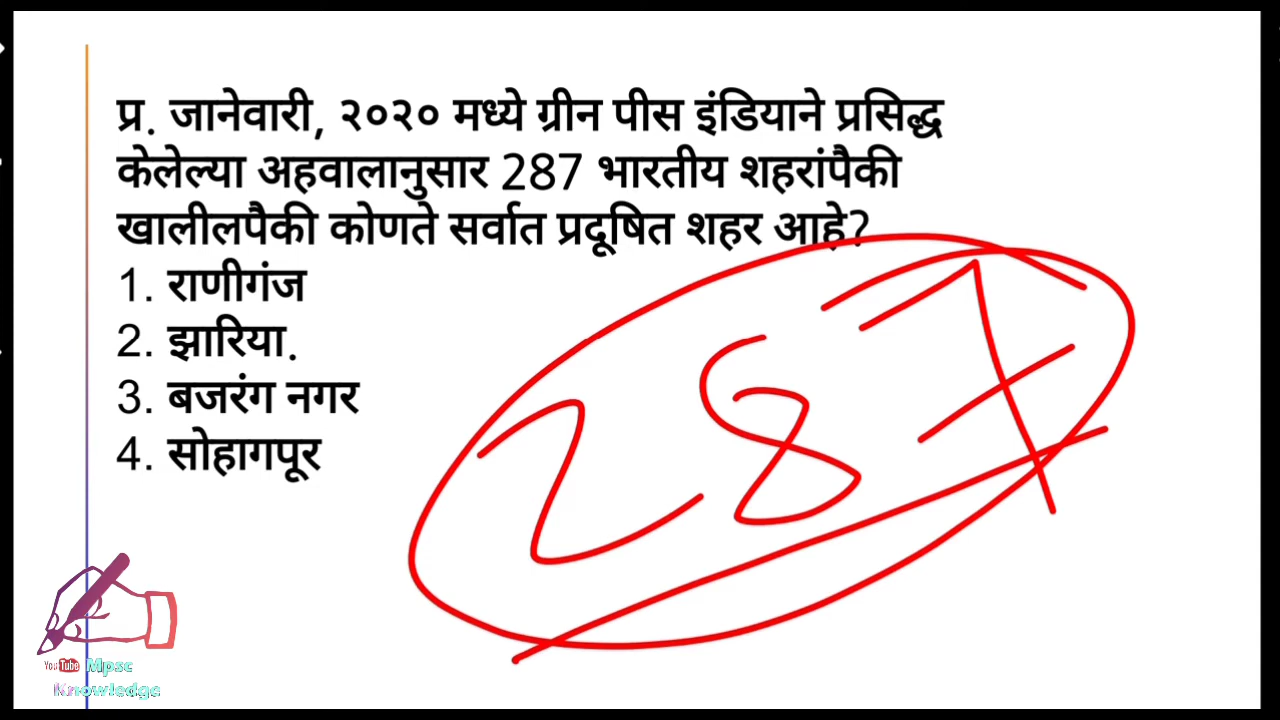 प्र. जानेवारी, २०२० मध्ये ग्रीन पीस इंडियाने प्रसिद्ध
केलेल्या अहवालानुसार 287 भारतीय शहरांपैकी
खालीलपैकी कोणते सर्वात प्रदूषित शहर आहे?
1. राणीगंज
2. झारिया.
3. बजरंग नगर
4. सोहागपूर
287
YouTube Mpsc
Knowledge